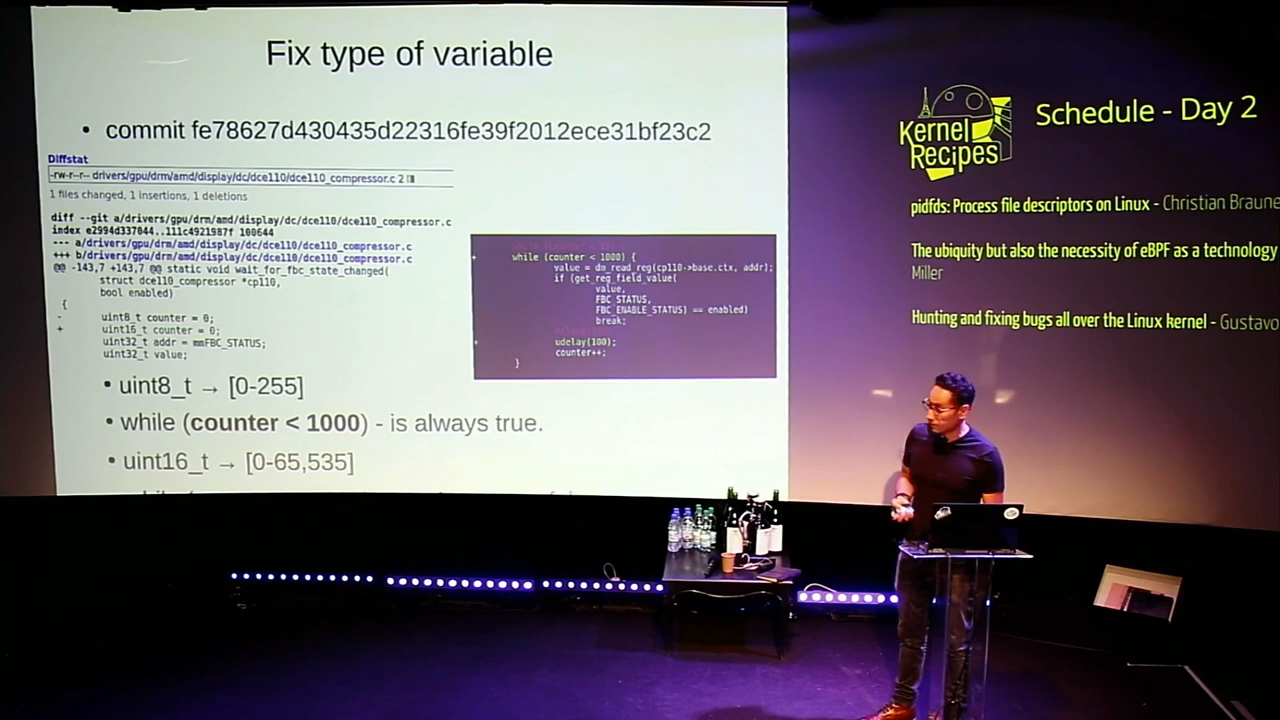 Fix type of variable
• commit fe78627d430435d22316fe39f2012ece31bf23c2
Diffstat
-rw-r--r-- drivers/gpu/drm/amd/display/dc/dce110/dce110_compressor.c 2
1 files changed, 1 insertions, 1 deletions
diff --git a/drivers/gpu/drm/amd/display/dc/dce110/dce110_compressor.c
index e2994d337044..111c4921987f 100644
--- a/drivers/gpu/drm/amd/display/dc/dce110/dce110_compressor.c
+++ b/drivers/gpu/drm/amd/display/dc/dce110/dce110_compressor.c
@@ -143,7 +143,7 @@ static void wait_for_fbc_state_changed(
struct dce110_compressor *cp110,
bool enabled)
{
- uint8_t counter = 0;
+ uint16_t counter = 0;
uint32_t addr = mmFBC_STATUS;
uint32_t value;
+ while (counter < 1000) {
value = dm_read_reg(cp110->base.ctx, addr);
if (get_reg_field_value(
value,
FBC_STATUS,
FBC_ENABLE_STATUS) == enabled)
break;
+ udelay(100);
counter++;
}
• uint8_t → [0-255]
• while (counter < 1000) - is always true.
• uint16_t → [0-65,535]
Kernel
Recipes
Schedule - Day 2
pidfds: Process file descriptors on Linux - Christian Braune
The ubiquity but also the necessity of eBPF as a technology
Miller
Hunting and fixing bugs all over the Linux kernel - Gustavo